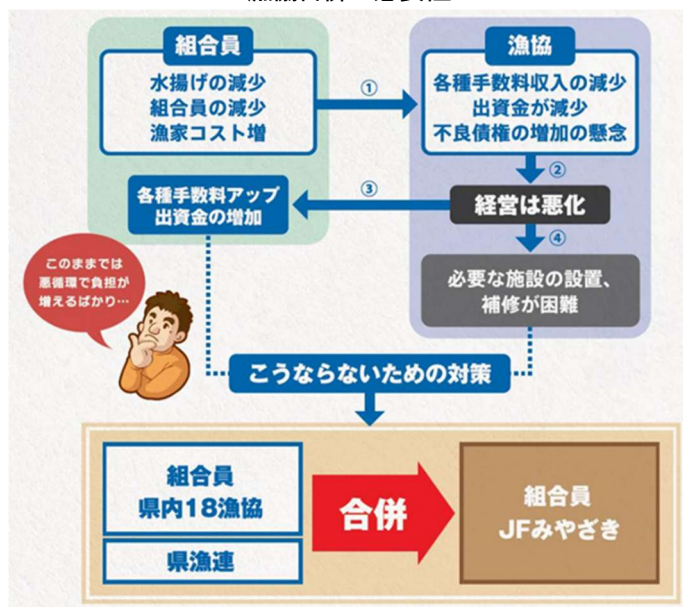 組合員
水揚げの減少
組合員の減少
漁家コスト増
①
漁協
各種手数料収入の減少
出資金が減少
不良債権の増加の懸念
②
経営は悪化
③
各種手数料アップ
出資金の増加
④
必要な施設の設置、
補修が困難
このままでは
悪循環で負担が
増えるばかり…
こうならないための対策
組合員
県内18漁協
県漁連
合併
組合員
JFみやざき